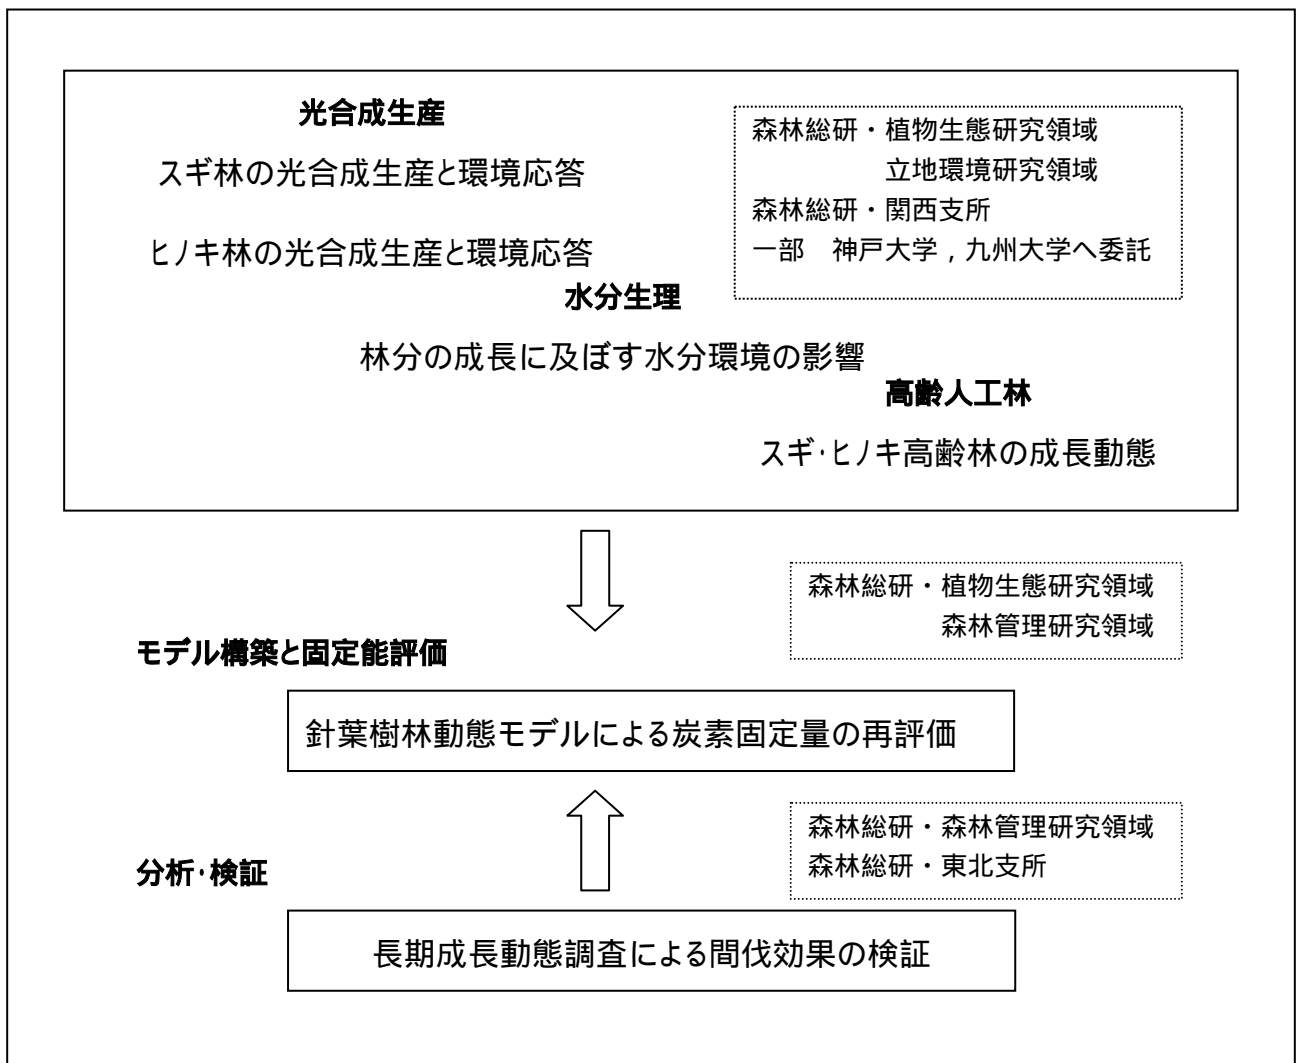 光合成生産
スギ林の光合成生産と環境応答
ヒノキ林の光合成生産と環境応答
森林総研・植物生態研究領域
立地環境研究領域
森林総研・関西支所
一部　神戸大学，九州大学へ委託
水分生理
林分の成長に及ぼす水分環境の影響
高齢人工林
スギ・ヒノキ高齢林の成長動態
森林総研・植物生態研究領域
森林管理研究領域
モデル構築と固定能評価
針葉樹林動態モデルによる炭素固定量の再評価
森林総研・森林管理研究領域
森林総研・東北支所
分析・検証
長期成長動態調査による間伐効果の検証